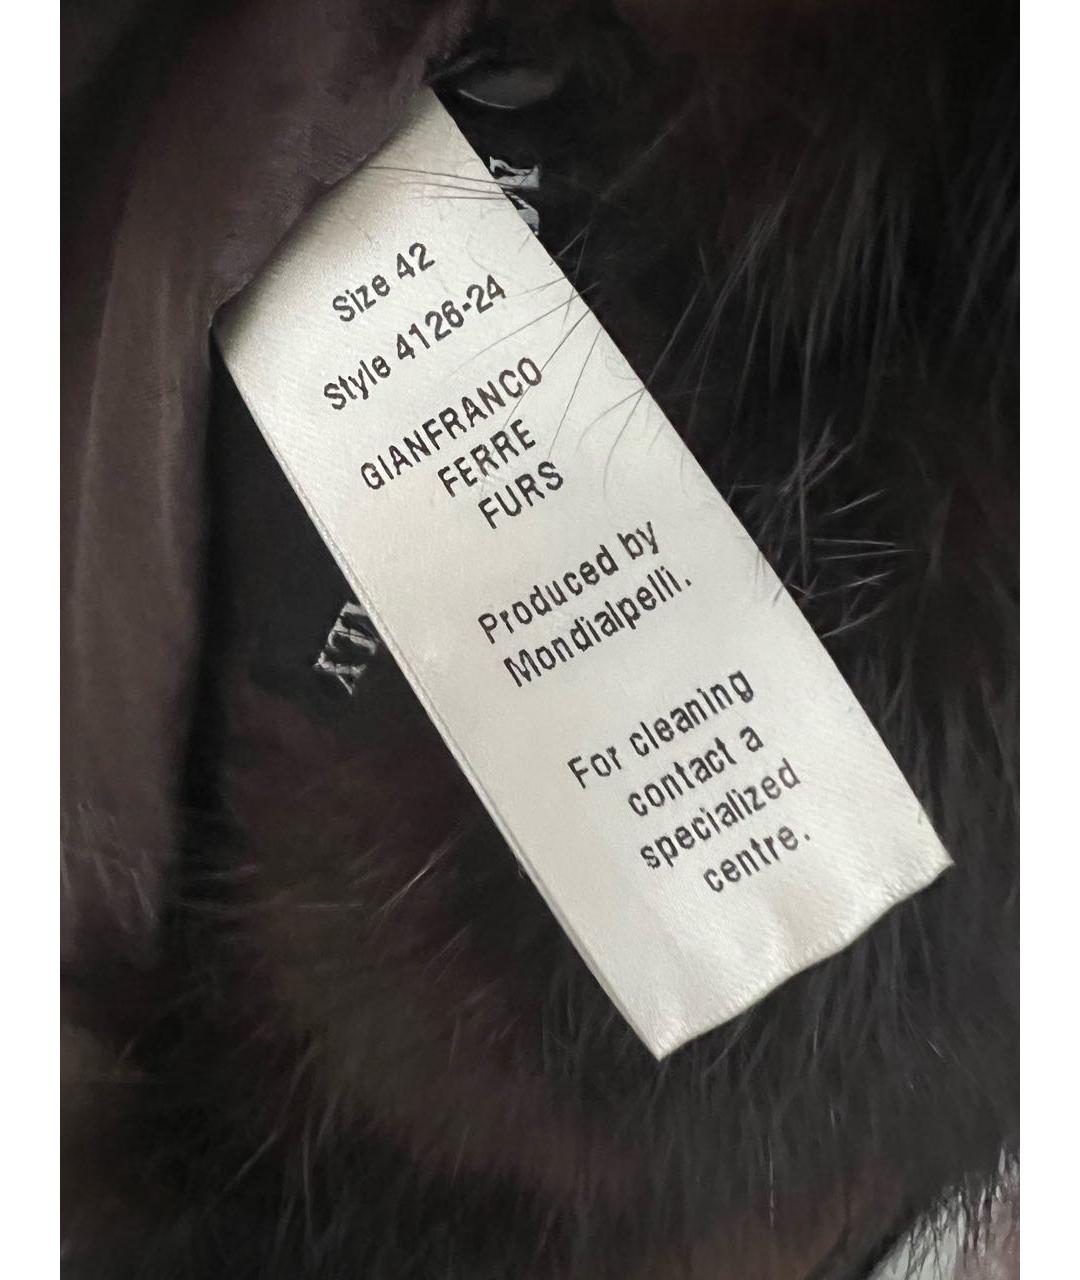 Size 42
Style 4126-24
GIANFRANCO
FERRE
FURS
Produced by
Mondialpelli.
For cleaning
contact a
specialized
centre.